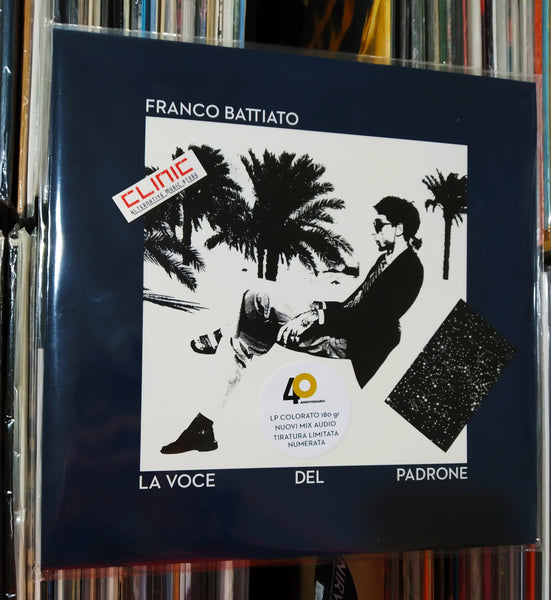 FRANCO BATTIATO
CLINIC
ALTERNATIVE MUSIC STORE
40
ANNIVERSARIO
LP COLORATO 180 gr
NUOVI MIX AUDIO
TIRATURA LIMITATA
NUMERATA
LA VOCE DEL PADRONE